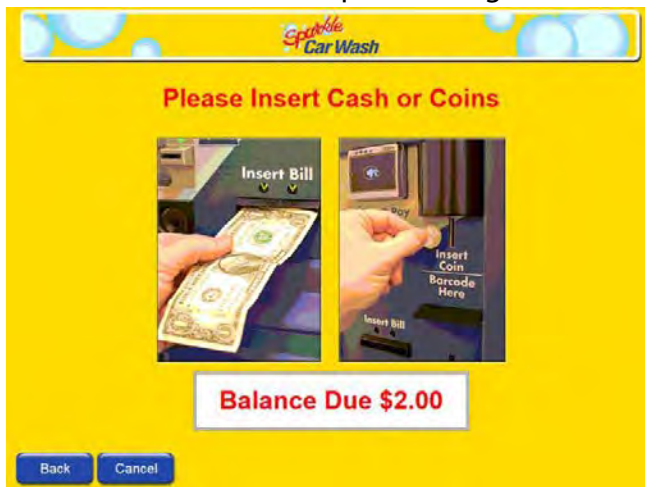 Sparkle
Car Wash
Please Insert Cash or Coins
Insert Bill
Pay
Insert
Coin
Barcode
Here
Insert Bill
Balance Due $2.00
Back
Cancel